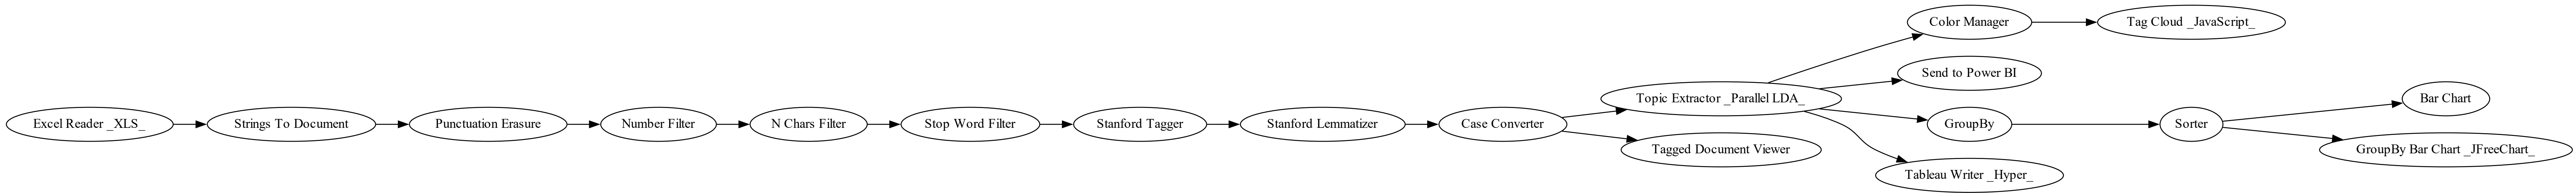 Excel Reader _XLS_
Strings To Document
Punctuation Erasure
Number Filter
N Chars Filter
Stop Word Filter
Stanford Tagger
Stanford Lemmatizer
Case Converter
Topic Extractor _Parallel LDA_
Tagged Document Viewer
Color Manager
Send to Power BI
GroupBy
Tableau Writer _Hyper_
Tag Cloud _JavaScript_
Sorter
Bar Chart
GroupBy Bar Chart _JFreeChart_